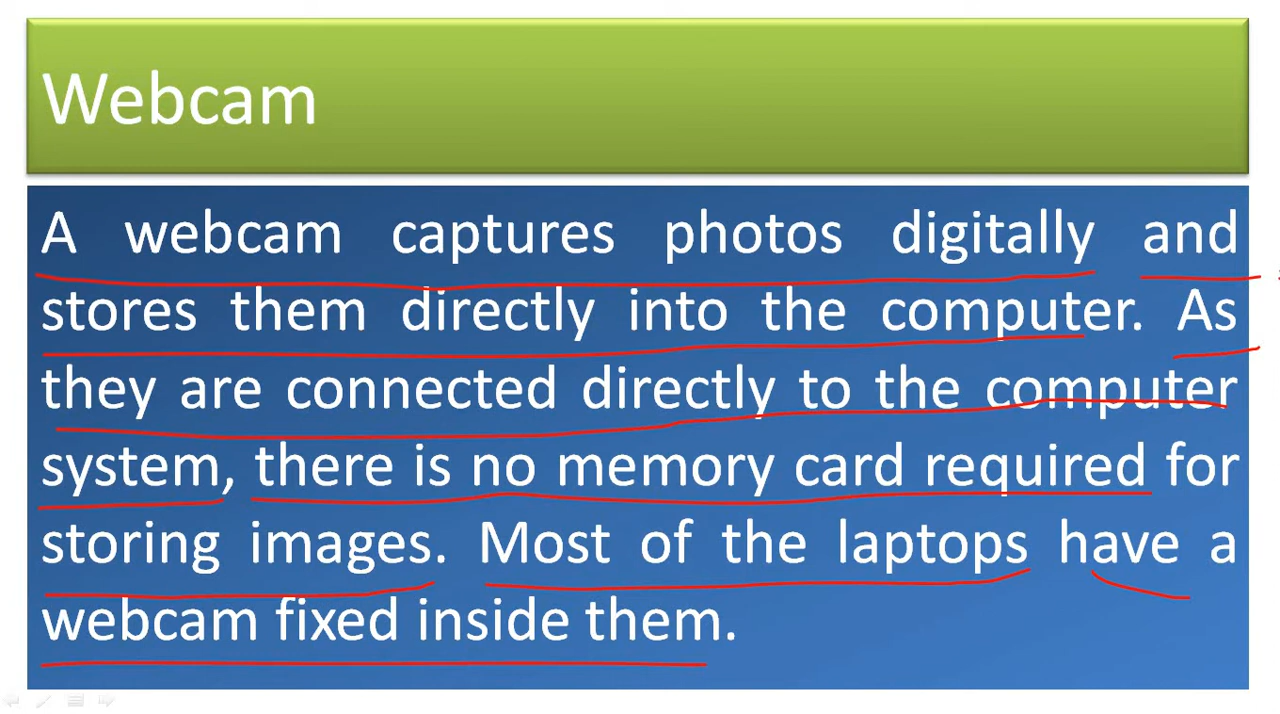 Webcam
A webcam captures photos digitally and
stores them directly into the computer. As
they are connected directly to the computer
system, there is no memory card required for
storing images. Most of the laptops have a
webcam fixed inside them.